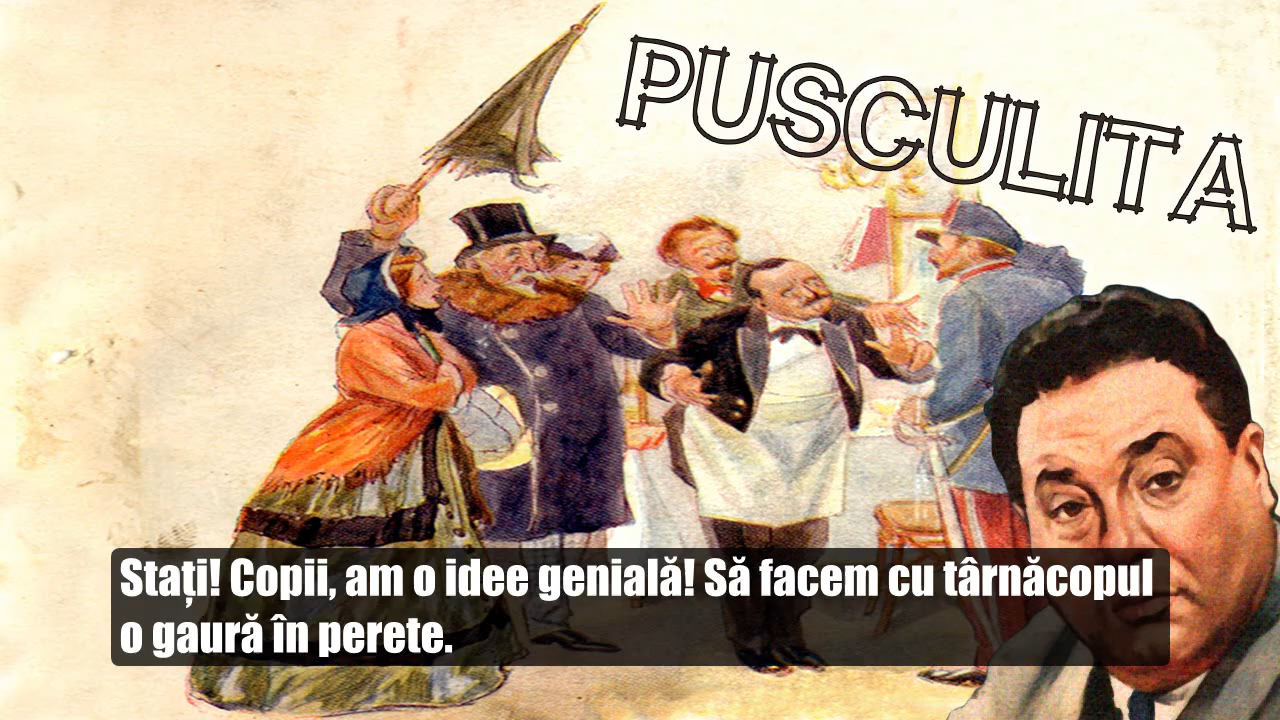 PUSCULITA
Stați! Copii, am o idee genială! Să facem cu târnăcopul
o gaură în perete.